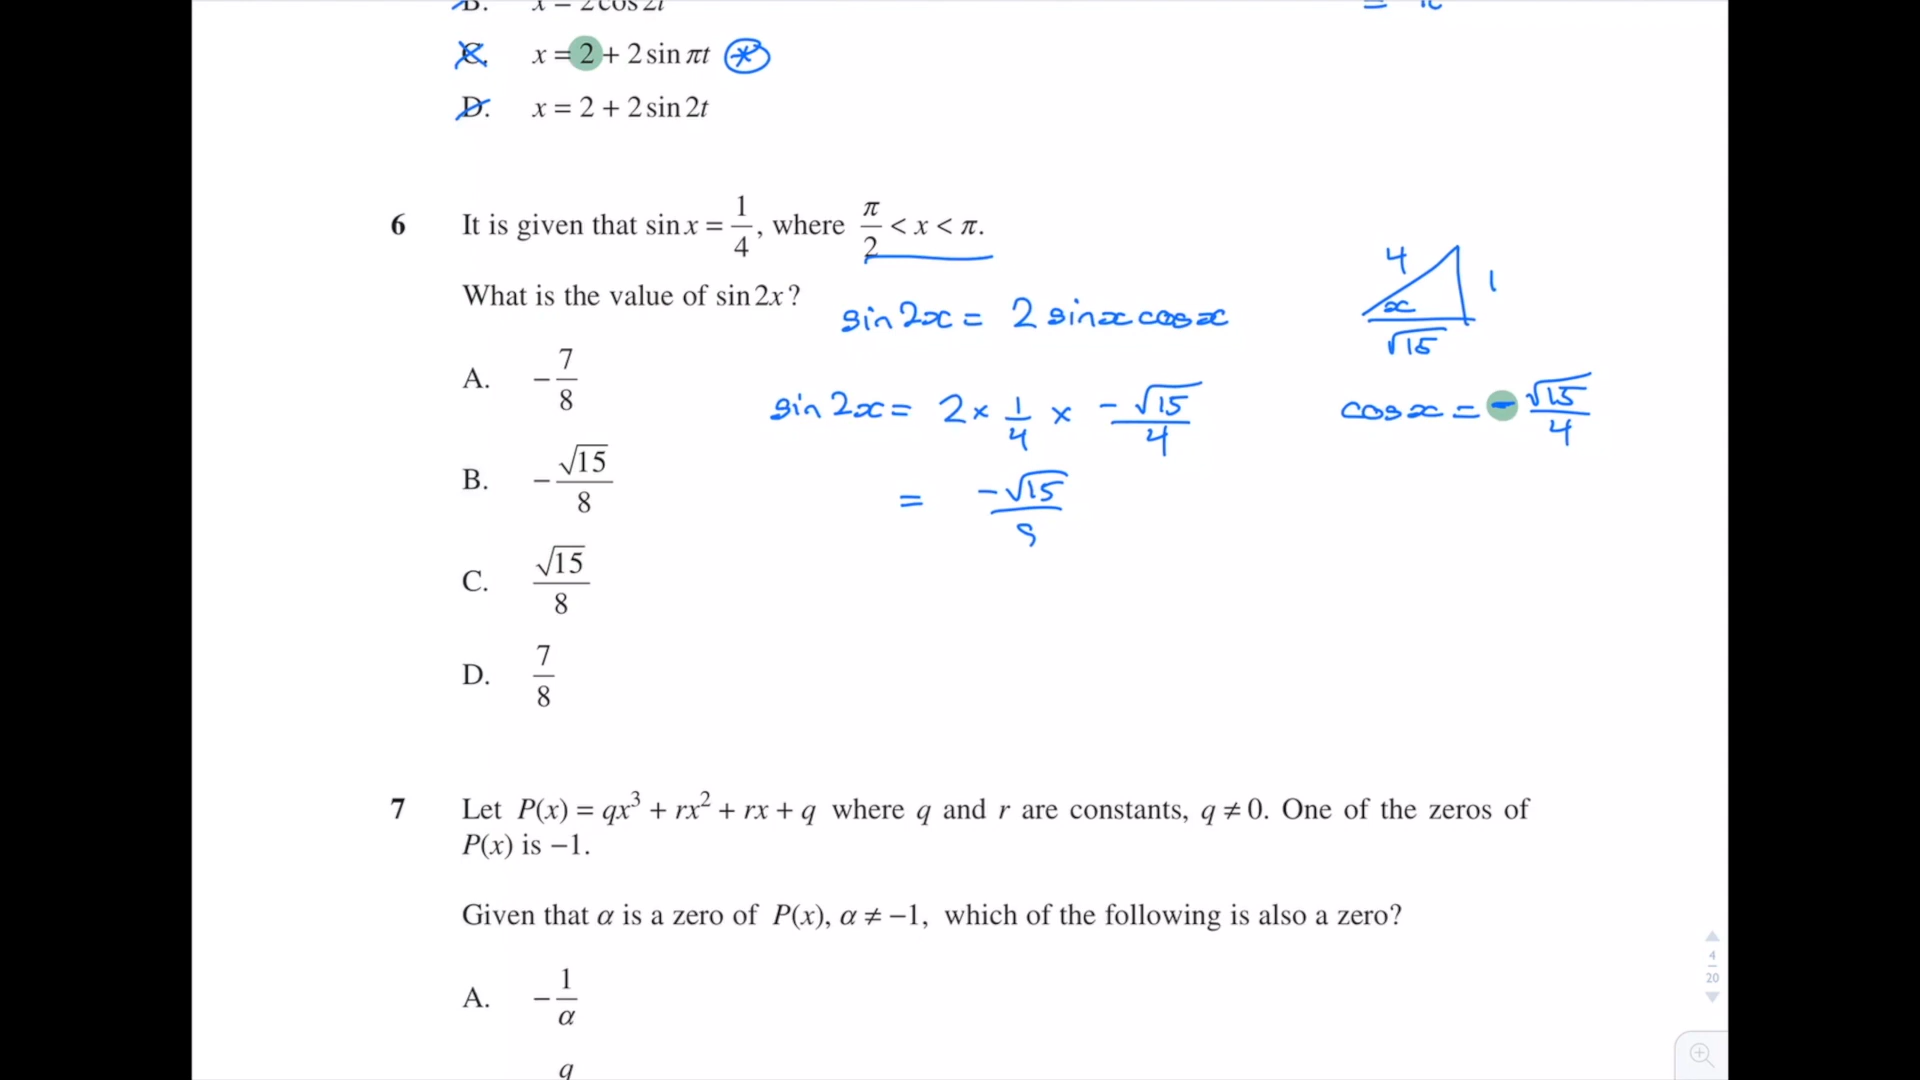 B. x = 2cos2t
C. x = 2 + 2 sin πt *
D. x = 2 + 2 sin 2t
6 It is given that sin x = 1/4, where π/2 < x < π.
What is the value of sin 2x?
sin 2x = 2 sinx cosx
4
1
x
√15
A. −7/8
sin 2x = 2 × 1/4 × −√15/4
cos x = −√15/4
B. −√15/8
= −√15/8
C. √15/8
D. 7/8
7 Let P(x) = qx³ + rx² + rx + q where q and r are constants, q ≠ 0. One of the zeros of
P(x) is −1.
Given that α is a zero of P(x), α ≠ −1, which of the following is also a zero?
A. −1/α
q
4
20